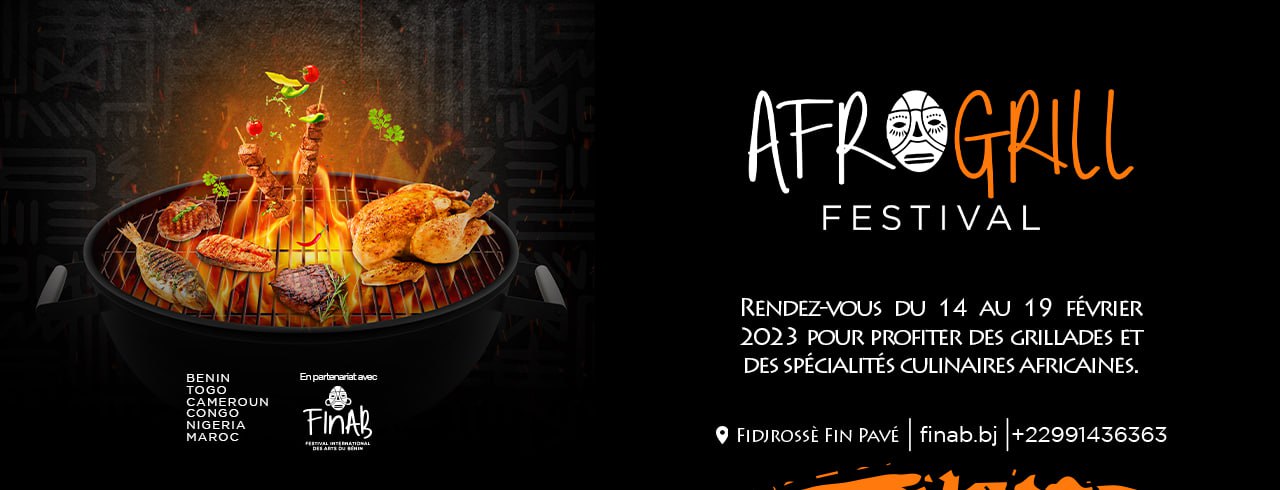 BENIN
TOGO
CAMEROUN
CONGO
NIGERIA
MAROC
En partenariat avec
FInAB
FESTIVAL INTERNATIONAL
DES ARTS DU BÉNIN
AFROGRILL
FESTIVAL
RENDEZ-VOUS DU 14 AU 19 FÉVRIER
2023 POUR PROFITER DES GRILLADES ET
DES SPÉCIALITÉS CULINAIRES AFRICAINES.
FIDJROSSÈ FIN PAVÉ | finab.bj |+22991436363